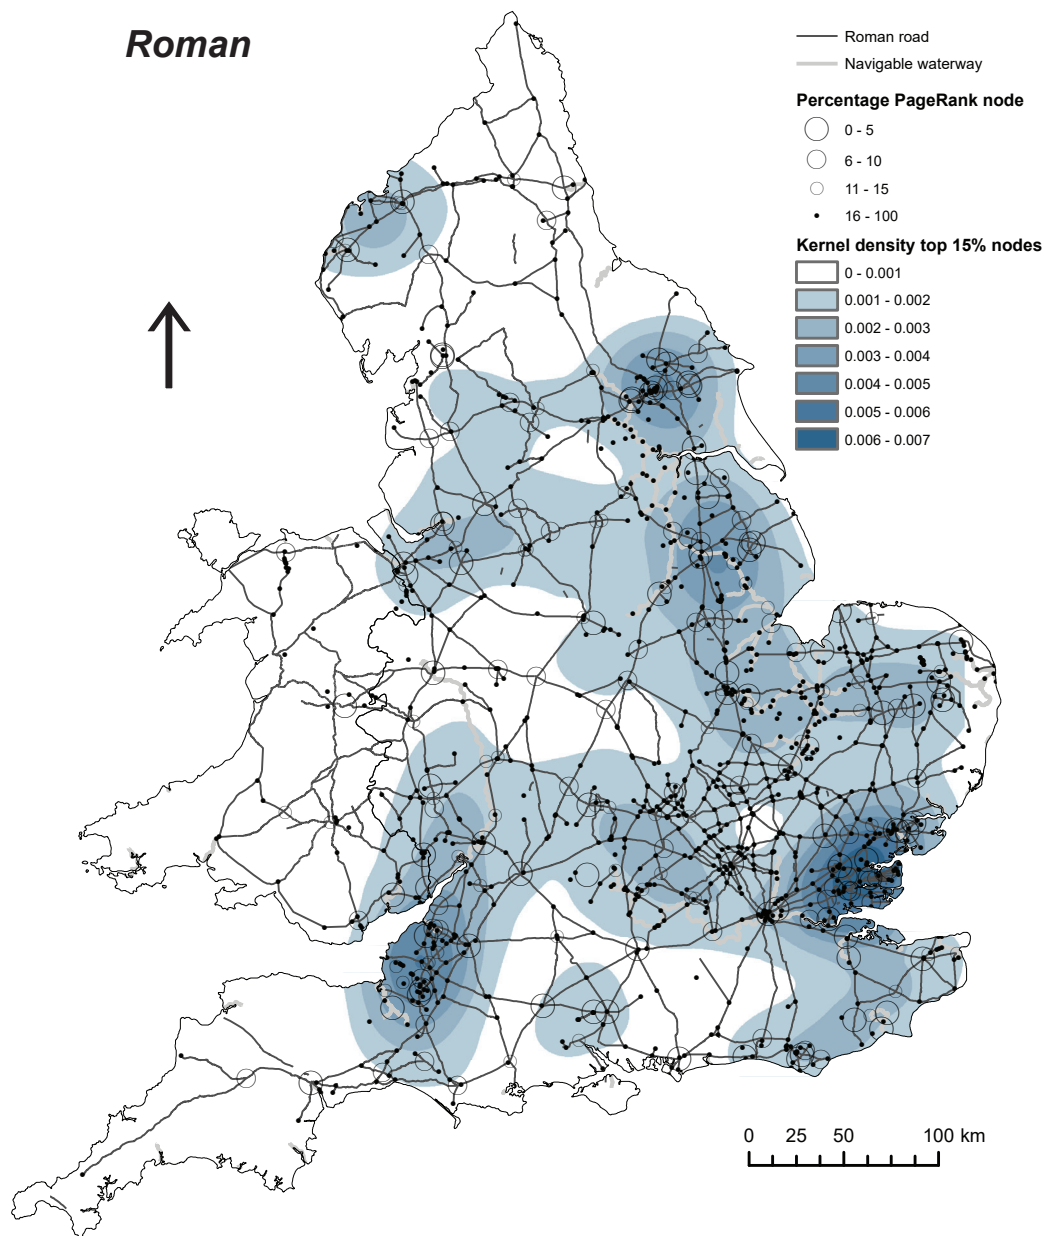 Roman
Roman road
Navigable waterway
Percentage PageRank node
0 - 5
6 - 10
11 - 15
16 - 100
Kernel density top 15% nodes
0 - 0.001
0.001 - 0.002
0.002 - 0.003
0.003 - 0.004
0.004 - 0.005
0.005 - 0.006
0.006 - 0.007
0 25 50 100 km